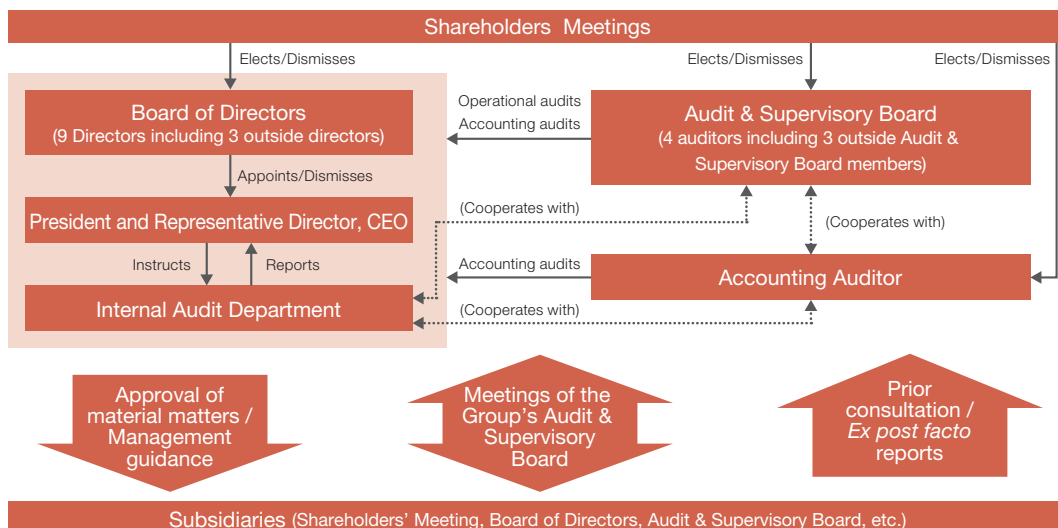 Shareholders Meetings
Elects/Dismisses
Elects/Dismisses
Elects/Dismisses
Board of Directors
(9 Directors including 3 outside directors)
Operational audits
Accounting audits
Audit & Supervisory Board
(4 auditors including 3 outside Audit &
Supervisory Board members)
Appoints/Dismisses
President and Representative Director, CEO
(Cooperates with)
(Cooperates with)
Instructs
Reports
Accounting audits
Accounting Auditor
Internal Audit Department
(Cooperates with)
Approval of
material matters /
Management
guidance
Meetings of the
Group's Audit &
Supervisory
Board
Prior
consultation /
Ex post facto
reports
Subsidiaries (Shareholders' Meeting, Board of Directors, Audit & Supervisory Board, etc.)